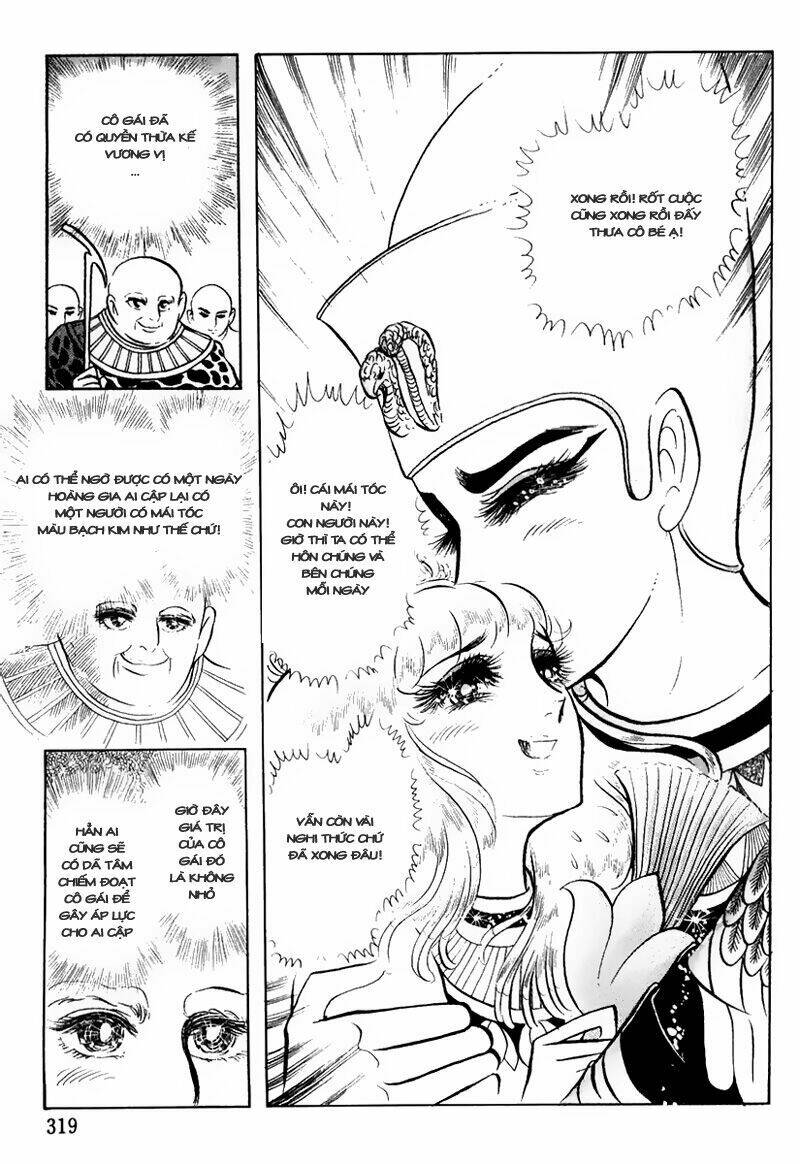 XONG RỒI! RỐT CUỘC
CŨNG XONG RỒI ĐẤY
THƯA CÔ BÉ Ạ!
ÔI! CÁI MÁI TÓC
NÀY!
CON NGƯỜI NÀY!
GIỜ THÌ TA CÓ THỂ
HÔN CHÚNG VÀ
BÊN CHÚNG
MỖI NGÀY
VẪN CÒN VÀI
NGHI THỨC CHỨ
ĐÃ XONG ĐÂU!
CÔ GÁI ĐÃ
CÓ QUYỀN THỪA KẾ
VƯƠNG VỊ
...
AI CÓ THỂ NGỜ ĐƯỢC CÓ MỘT NGÀY
HOÀNG GIA AI CẬP LẠI CÓ
MỘT NGƯỜI CÓ MÁI TÓC
MÀU BẠCH KIM NHƯ THẾ CHỨ!
GIỜ ĐÂY
GIÁ TRỊ
CỦA CÔ
GÁI ĐÓ
LÀ KHÔNG
NHỎ
HẲN AI
CŨNG SẼ
CÓ DÃ TÂM
CHIẾM ĐOẠT
CÔ GÁI ĐỂ
GÂY ÁP LỰC
CHO AI CẬP
319